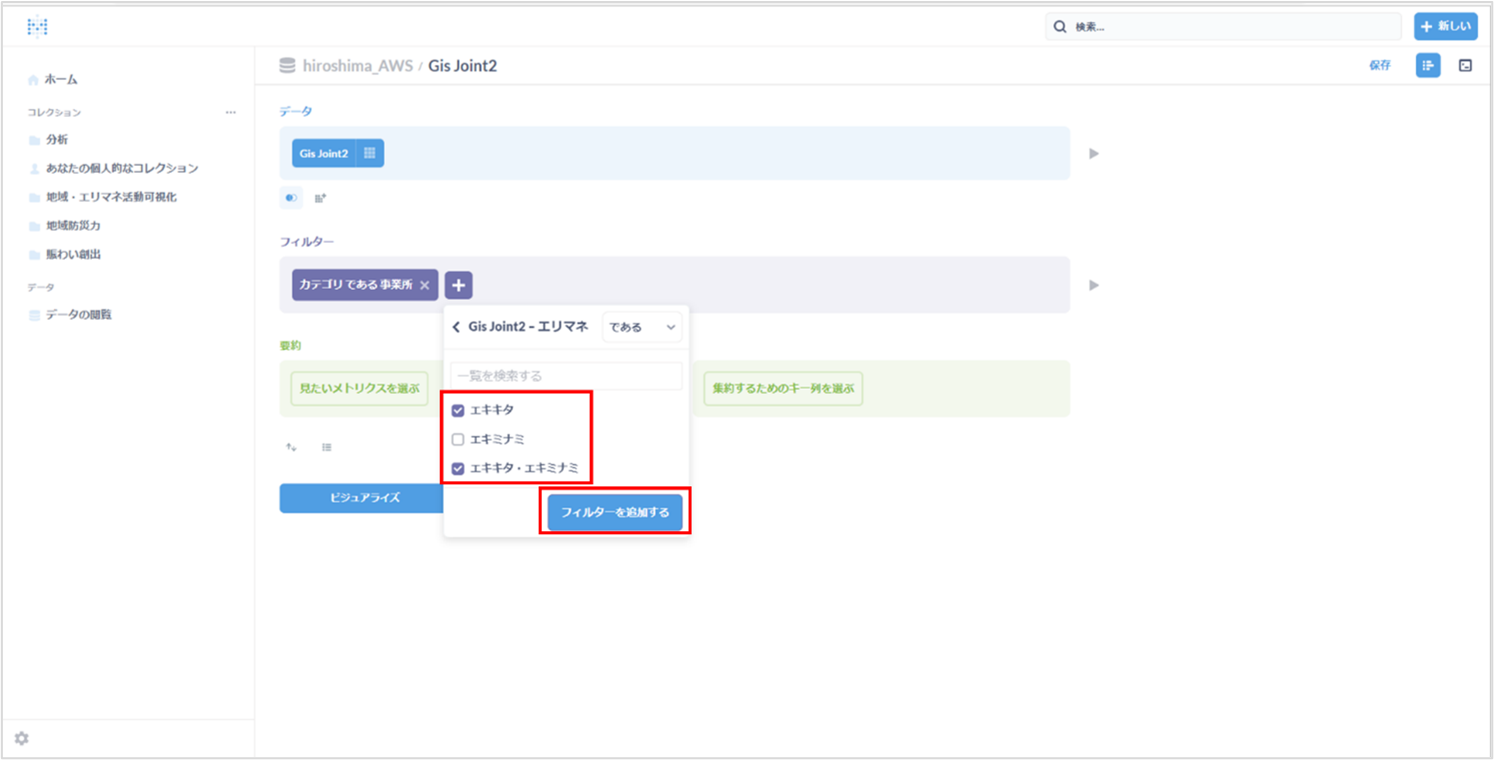 検索...
+ 新しい
ホーム
コレクション
...
分析
あなたの個人的なコレクション
地域・エリマネ活動可視化
地域防災力
賑わい創出
データ
データの閲覧
hiroshima_AWS / Gis Joint2
保存
データ
Gis Joint2
フィルター
カテゴリ である 事業所 ×
+
Gis Joint2 - エリマネ である
一覧を検索する
エキキタ
エキミナミ
エキキタ・エキミナミ
フィルターを追加する
要約
見たいメトリクスを選ぶ
集約するためのキー列を選ぶ
ビジュアライズ